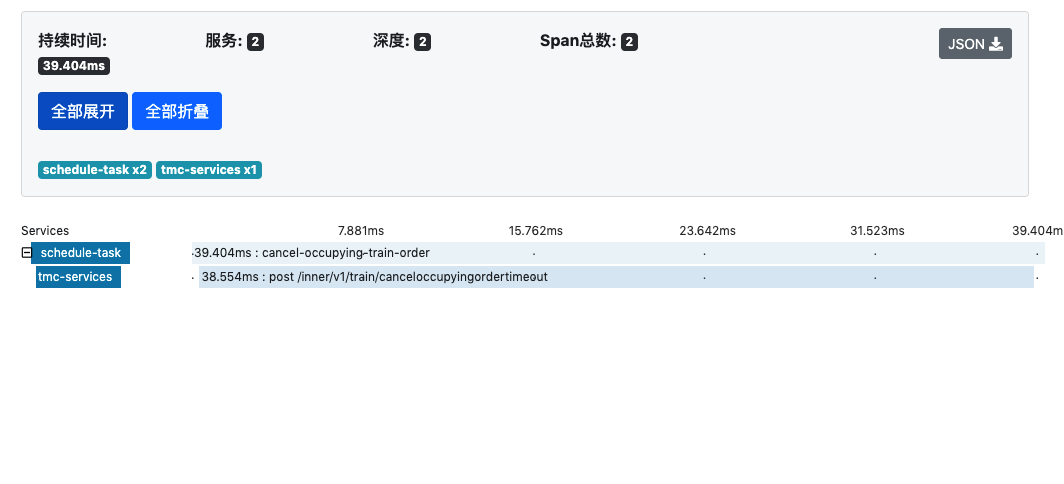 持续时间: 服务: 2 深度: 2 Span总数: 2 JSON
39.404ms
全部展开 全部折叠
schedule-task x2 tmc-services x1
Services 7.881ms 15.762ms 23.642ms 31.523ms 39.404m
schedule-task 39.404ms : cancel-occupying-train-order
tmc-services 38.554ms : post /inner/v1/train/canceloccupyingordertimeout